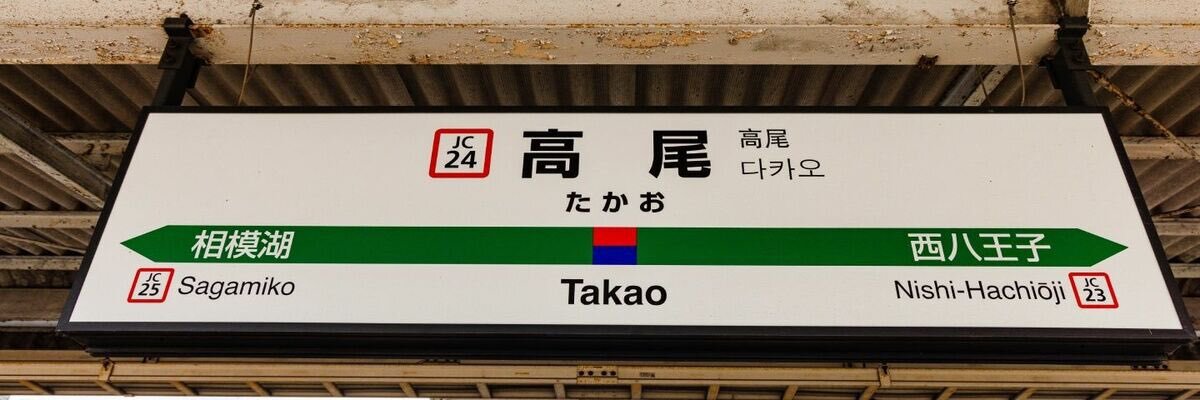 JC
24
高尾
高尾
다카오
たかお
相模湖
西八王子
JC
25
Sagamiko
Takao
Nishi-Hachiōji
JC
23